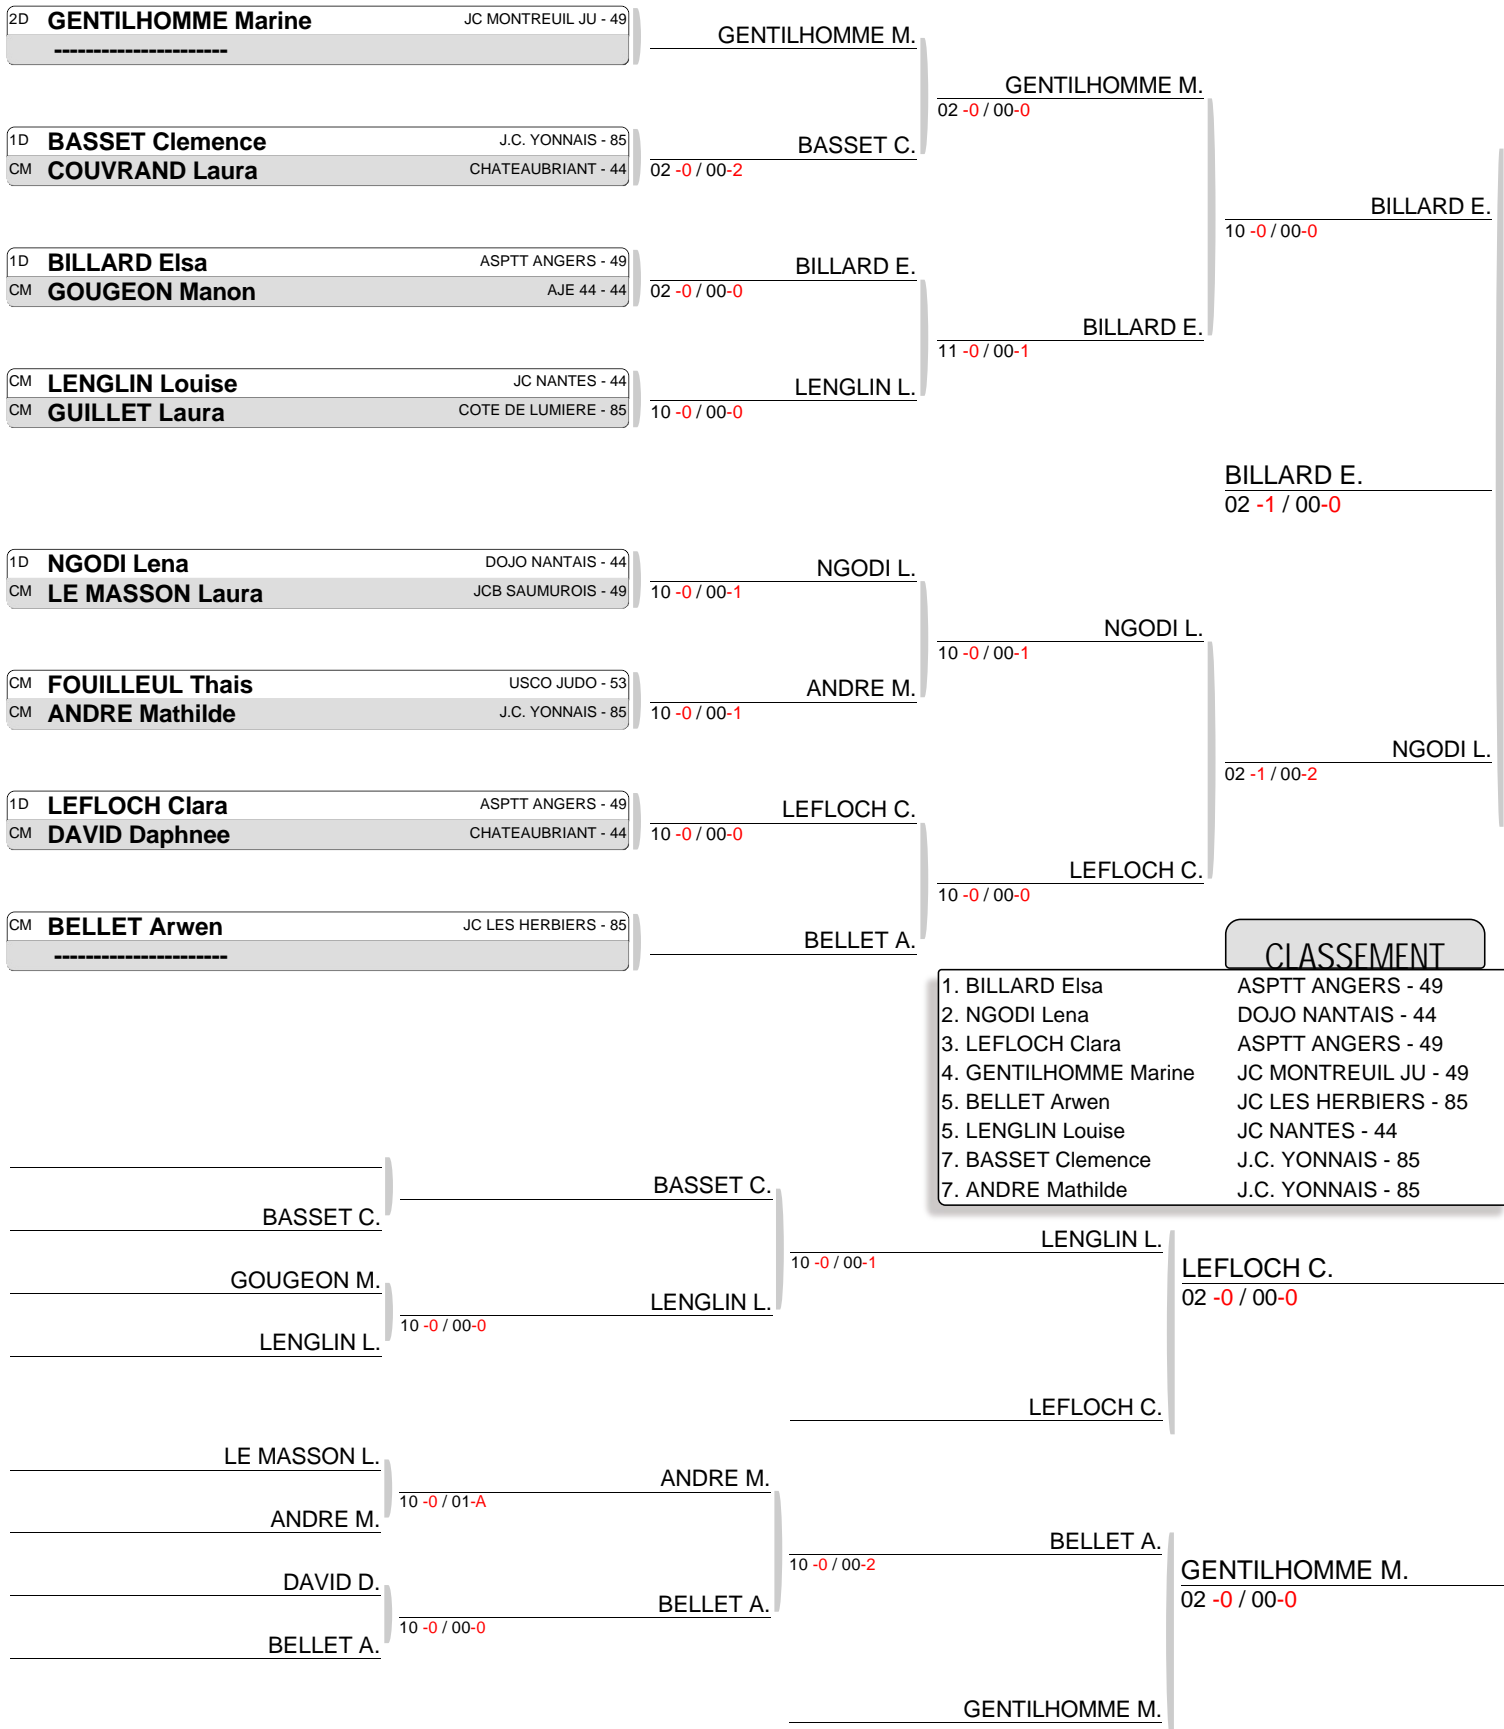 2D GENTILHOMME Marine JC MONTREUIL JU - 49
----------------------
GENTILHOMME M.
GENTILHOMME M.
02 -0 / 00-0
1D BASSET Clemence J.C. YONNAIS - 85
CM COUVRAND Laura CHATEAUBRIANT - 44
BASSET C.
02 -0 / 00-2
BILLARD E.
10 -0 / 00-0
1D BILLARD Elsa ASPTT ANGERS - 49
CM GOUGEON Manon AJE 44 - 44
BILLARD E.
02 -0 / 00-0
BILLARD E.
11 -0 / 00-1
CM LENGLIN Louise JC NANTES - 44
CM GUILLET Laura COTE DE LUMIERE - 85
LENGLIN L.
10 -0 / 00-0
BILLARD E.
02 -1 / 00-0
1D NGODI Lena DOJO NANTAIS - 44
CM LE MASSON Laura JCB SAUMUROIS - 49
NGODI L.
10 -0 / 00-1
NGODI L.
10 -0 / 00-1
CM FOUILLEUL Thais USCO JUDO - 53
CM ANDRE Mathilde J.C. YONNAIS - 85
ANDRE M.
10 -0 / 00-1
NGODI L.
02 -1 / 00-2
1D LEFLOCH Clara ASPTT ANGERS - 49
CM DAVID Daphnee CHATEAUBRIANT - 44
LEFLOCH C.
10 -0 / 00-0
LEFLOCH C.
10 -0 / 00-0
CM BELLET Arwen JC LES HERBIERS - 85
----------------------
BELLET A.
CLASSEMENT
1. BILLARD Elsa ASPTT ANGERS - 49
2. NGODI Lena DOJO NANTAIS - 44
3. LEFLOCH Clara ASPTT ANGERS - 49
4. GENTILHOMME Marine JC MONTREUIL JU - 49
5. BELLET Arwen JC LES HERBIERS - 85
5. LENGLIN Louise JC NANTES - 44
7. BASSET Clemence J.C. YONNAIS - 85
7. ANDRE Mathilde J.C. YONNAIS - 85
BASSET C.
BASSET C.
LENGLIN L.
10 -0 / 00-1
LEFLOCH C.
02 -0 / 00-0
GOUGEON M.
LENGLIN L.
10 -0 / 00-0
LENGLIN L.
LEFLOCH C.
LE MASSON L.
ANDRE M.
10 -0 / 01-A
ANDRE M.
BELLET A.
10 -0 / 00-2
GENTILHOMME M.
02 -0 / 00-0
DAVID D.
BELLET A.
10 -0 / 00-0
BELLET A.
GENTILHOMME M.